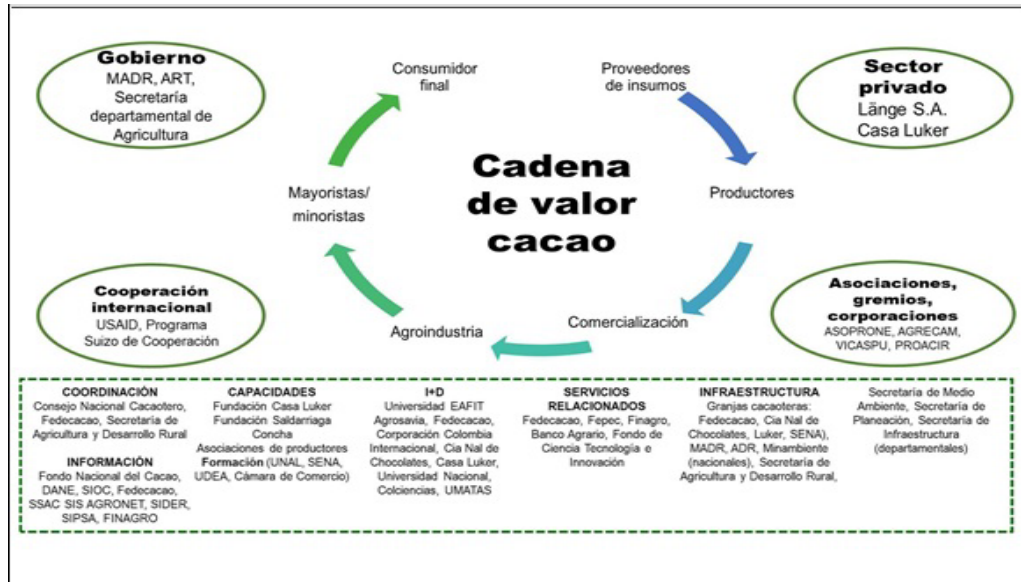 Gobierno
MADR, ART,
Secretaría
departamental de
Agricultura
Consumidor
final
Proveedores
de insumos
Sector
privado
Länge S.A.
Casa Luker
Cadena
de valor
cacao
Mayoristas/
minoristas
Productores
Cooperación
internacional
USAID, Programa
Suizo de Cooperación
Agroindustria
Comercialización
Asociaciones,
gremios,
corporaciones
ASOPRONE, AGRECAM,
VICASPU, PROACIR
COORDINACIÓN
Consejo Nacional Cacaotero,
Fedecacao, Secretaría de
Agricultura y Desarrollo Rural
INFORMACIÓN
Fondo Nacional del Cacao,
DANE, SIOC, Fedecacao,
SSAC SIS AGRONET, SIDER,
SIPSA, FINAGRO
CAPACIDADES
Fundación Casa Luker
Fundación Saldarriaga
Concha
Asociaciones de productores
Formación (UNAL, SENA,
UDEA, Cámara de Comercio)
I+D
Universidad EAFIT
Agrosavia, Fedecacao,
Corporación Colombia
Internacional, Cia Nal de
Chocolates, Casa Luker,
Universidad Nacional,
Colciencias, UMATAS
SERVICIOS
RELACIONADOS
Fedecacao, Fepec, Finagro,
Banco Agrario, Fondo de
Ciencia Tecnología e
Innovación
INFRAESTRUCTURA
Granjas cacaoteras:
Fedecacao, Cia Nal de
Chocolates, Luker, SENA),
MADR, ADR, Minambiente
(nacionales), Secretaría de
Agricultura y Desarrollo Rural,
Secretaría de Medio
Ambiente, Secretaría de
Planeación, Secretaría de
Infraestructura
(departamentales)